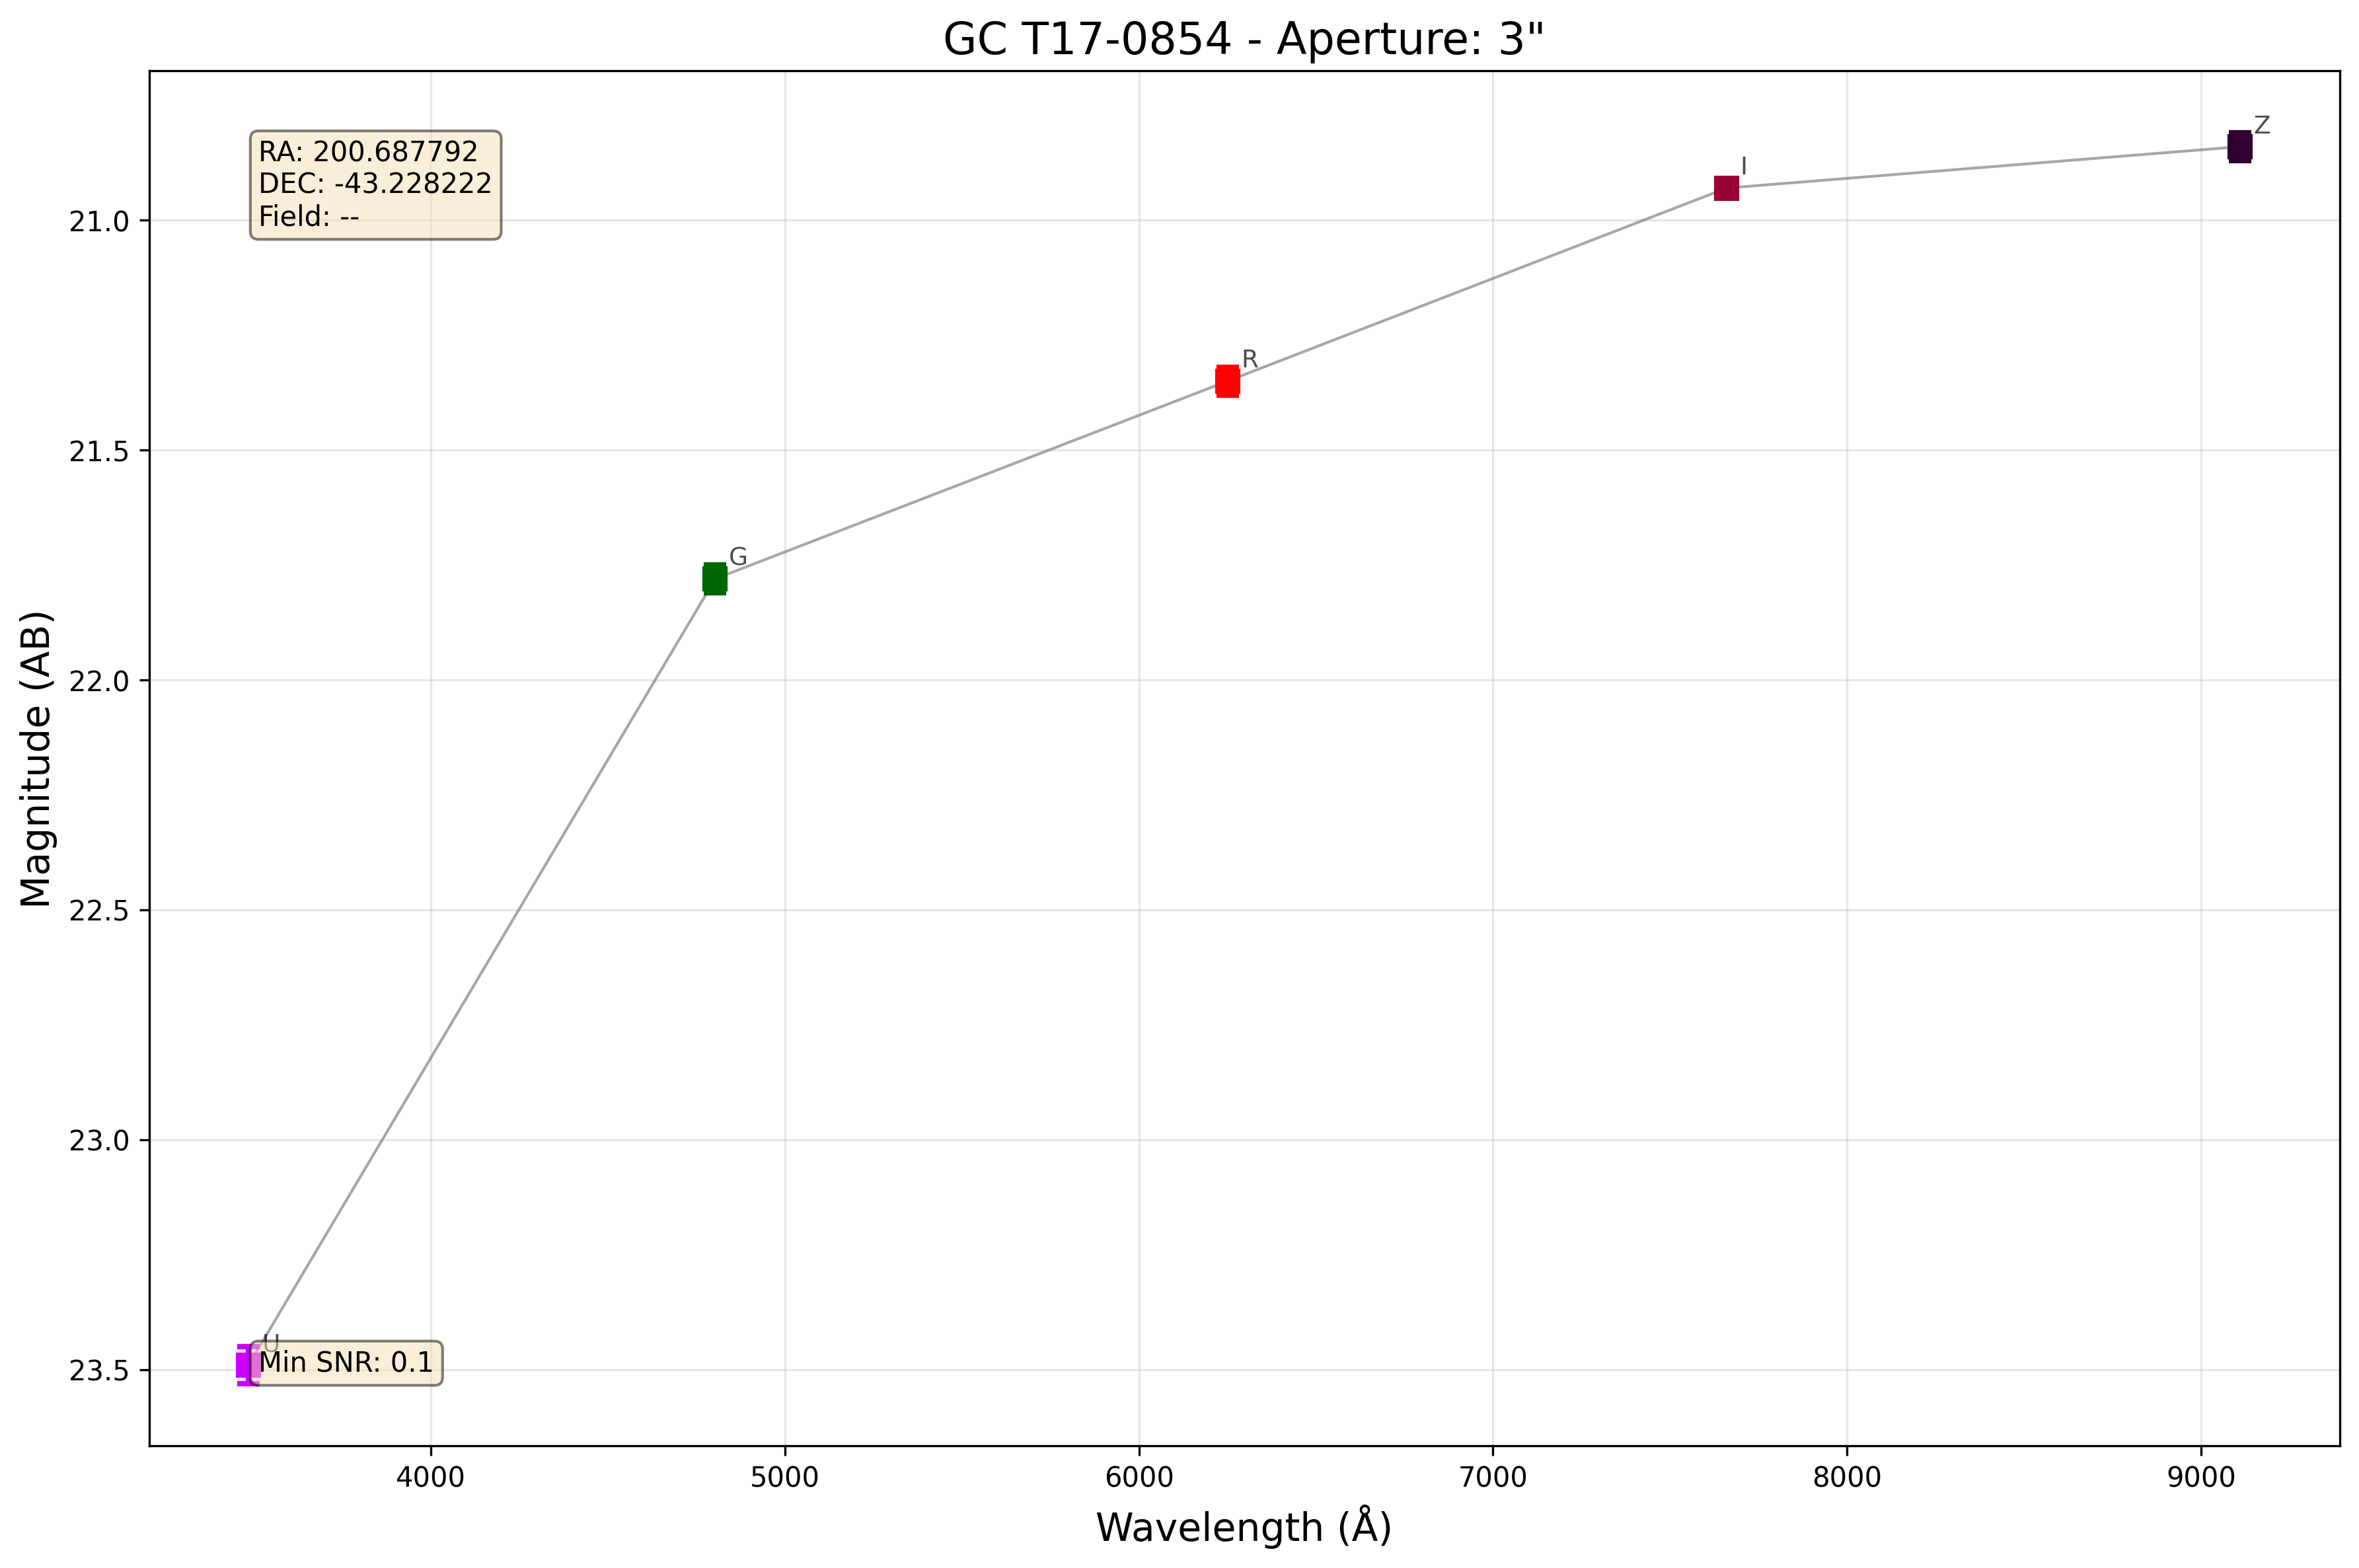 GC T17-0854 - Aperture: 3"
RA: 200.687792
DEC: -43.228222
Field: --
Z
I
R
G
U
Min SNR: 0.1
21.0
21.5
22.0
22.5
23.0
23.5
Magnitude (AB)
4000
5000
6000
7000
8000
9000
Wavelength (Å)